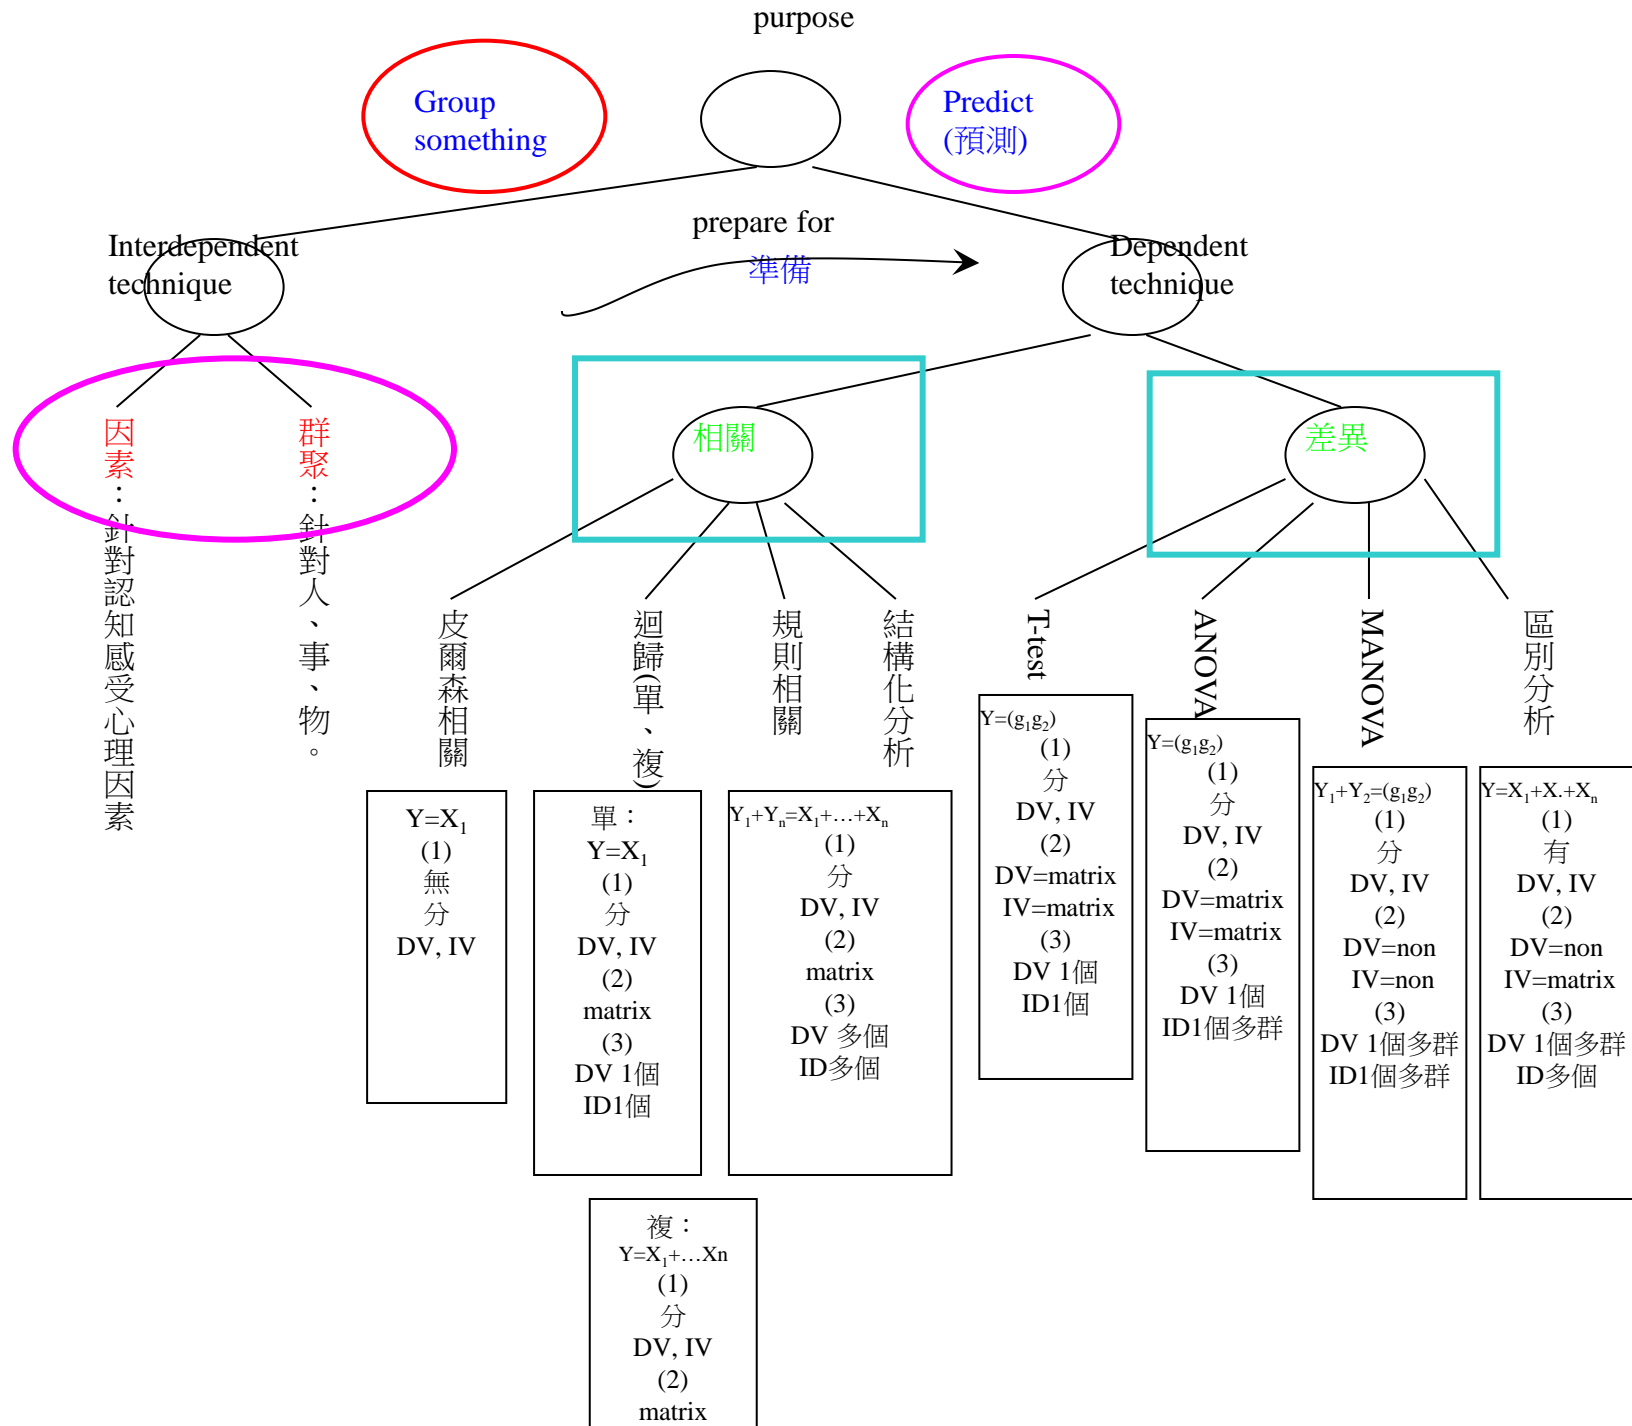 purpose
Group
something
Predict
(預測)
prepare for
準備
Interdependent
technique
Dependent
technique
因素：針對認知感受心理因素
群聚：針對人、事、物。
相關
差異
皮爾森相關
迴歸(單、複)
規則相關
結構化分析
T-test
ANOVA
MANOVA
區別分析
Y=X₁
(1)
無
分
DV, IV
單：
Y=X₁
(1)
分
DV, IV
(2)
matrix
(3)
DV 1個
ID1個
Y₁+Yₙ=X₁+…+Xₙ
(1)
分
DV, IV
(2)
matrix
(3)
DV 多個
ID多個
Y=(g₁g₂)
(1)
分
DV, IV
(2)
DV=matrix
IV=matrix
(3)
DV 1個
ID1個
Y=(g₁g₂)
(1)
分
DV, IV
(2)
DV=matrix
IV=matrix
(3)
DV 1個
ID1個多群
Y₁+Y₂=(g₁g₂)
(1)
分
DV, IV
(2)
DV=non
IV=non
(3)
DV 1個多群
ID1個多群
Y=X₁+X.+Xₙ
(1)
有
DV, IV
(2)
DV=non
IV=matrix
(3)
DV 1個多群
ID多個
複：
Y=X₁+…Xn
(1)
分
DV, IV
(2)
matrix